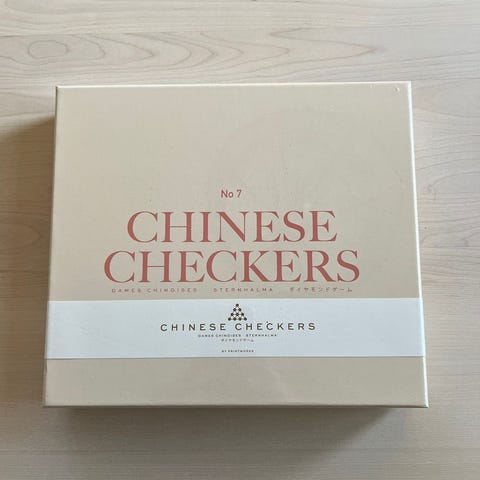 No 7
CHINESE
CHECKERS
DAMES CHINOISES STERNHALMA ダイヤモンドゲーム
CHINESE CHECKERS
DAMES CHINOISES STERNHALMA
ダイヤモンドゲーム
BY PRINTWORKS